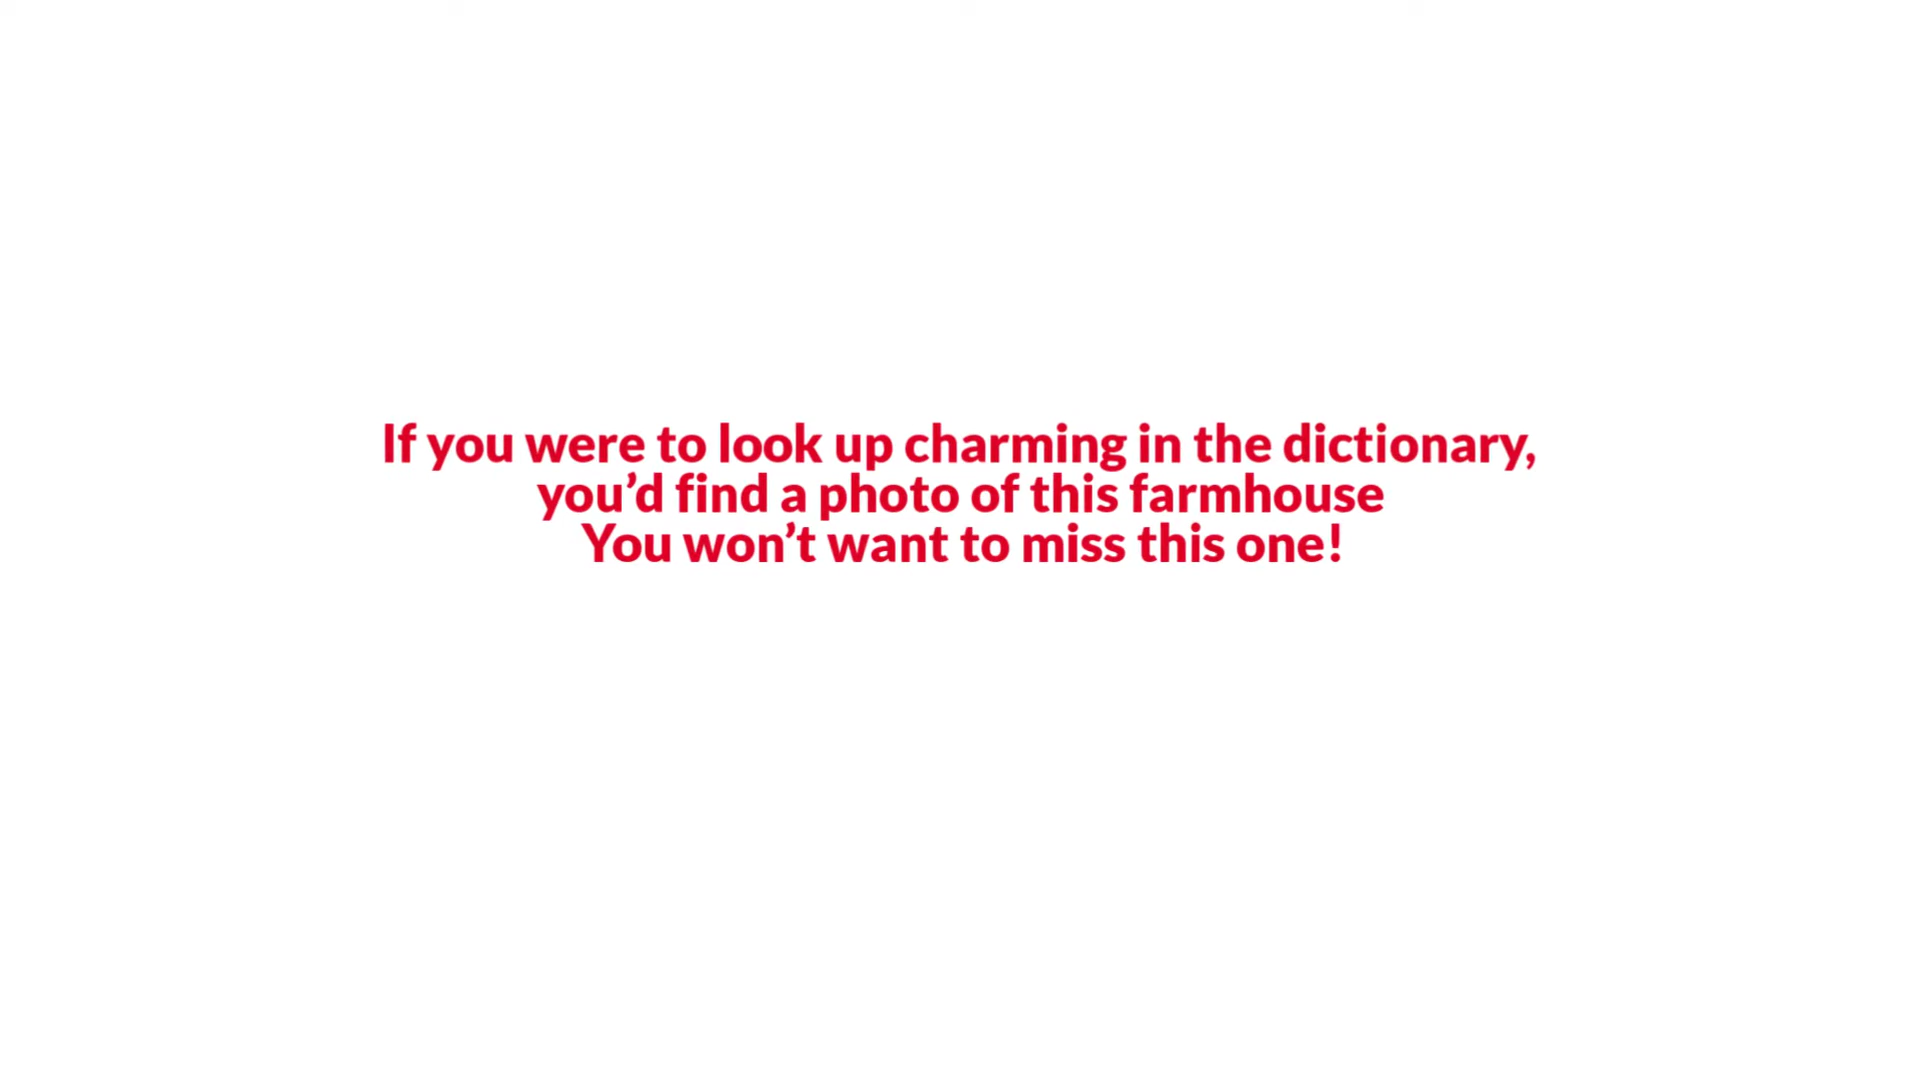 If you were to look up charming in the dictionary,
you’d find a photo of this farmhouse
You won’t want to miss this one!